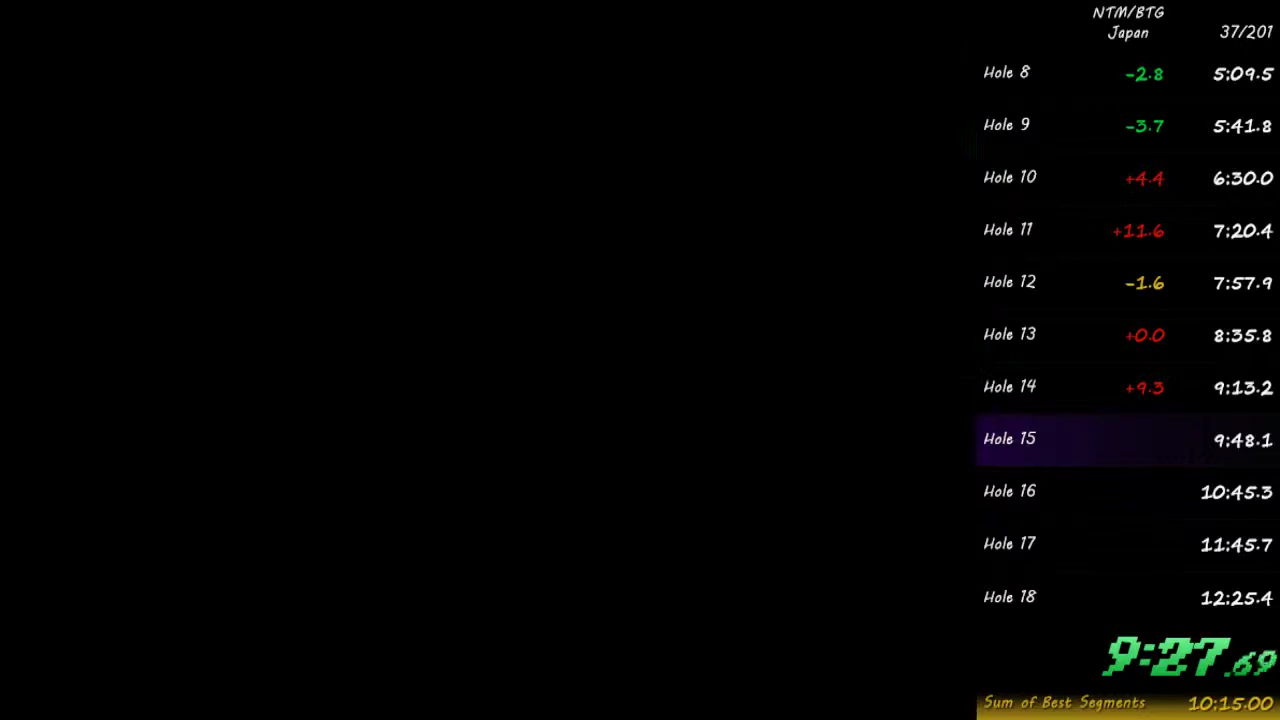 NTM/BTG
Japan 37/201
Hole 8 -2.8 5:09.5
Hole 9 -3.7 5:41.8
Hole 10 +4.4 6:30.0
Hole 11 +11.6 7:20.4
Hole 12 -1.6 7:57.9
Hole 13 +0.0 8:35.8
Hole 14 +9.3 9:13.2
Hole 15 9:48.1
Hole 16 10:45.3
Hole 17 11:45.7
Hole 18 12:25.4
9:27.69
Sum of Best Segments 10:15.00